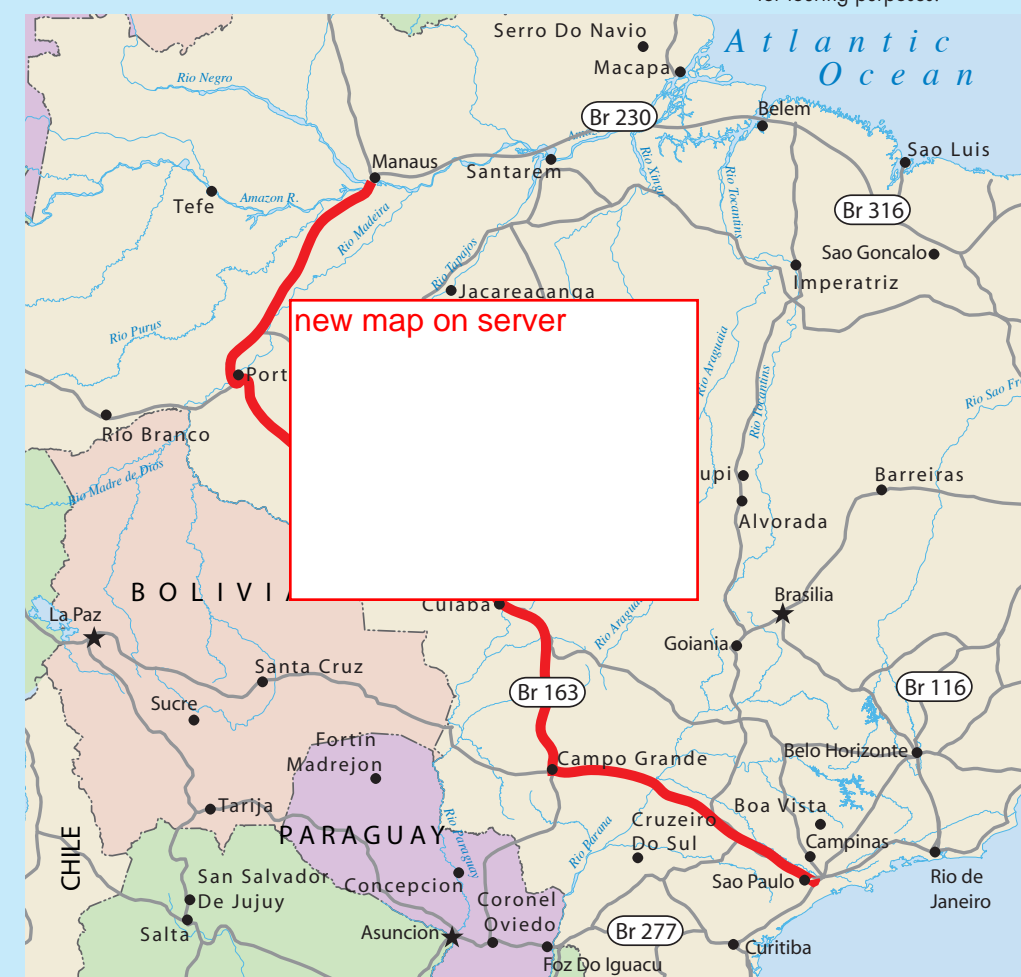 Atlantic
Ocean
Serro Do Navio
Macapa
Rio Negro
Br 230
Belem
Manaus
Santarem
Rio Xingu
Sao Luis
Tefe
Amazon R.
Rio Madeira
Rio Tocantins
Br 316
Rio Tapajos
Sao Goncalo
Imperatriz
Jacareacanga
new map on server
Rio Purus
Rio Araguaia
Port
Rio Tocantins
Rio Sao Fr
Rio Branco
Rio Madre de Dios
upi
Barreiras
Alvorada
BOLIVIA
Cuiaba
Brasilia
La Paz
Rio Aragua
Goiania
Santa Cruz
Br 163
Br 116
Sucre
Fortin
Madrejon
Campo Grande
Belo Horizonte
Tarija
Boa Vista
PARAGUAY
Rio Paraguay
Rio Parana
Cruzeiro
Do Sul
Campinas
CHILE
San Salvador
De Jujuy
Concepcion
Sao Paulo
Rio de
Janeiro
Coronel
Oviedo
Salta
Asuncion
Br 277
Curitiba
Foz Do Iguacu